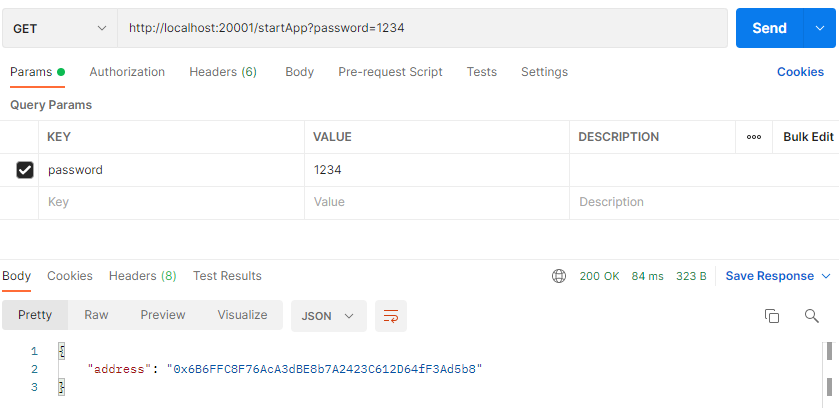 GET http://localhost:20001/startApp?password=1234 Send
Params Authorization Headers (6) Body Pre-request Script Tests Settings Cookies
Query Params
KEY VALUE DESCRIPTION ooo Bulk Edit
password 1234
Key Value Description
Body Cookies Headers (8) Test Results 200 OK 84 ms 323 B Save Response
Pretty Raw Preview Visualize JSON
1 {
2 "address": "0x6B6FFC8F76AcA3dBE8b7A2423C612D64fF3Ad5b8"
3 }